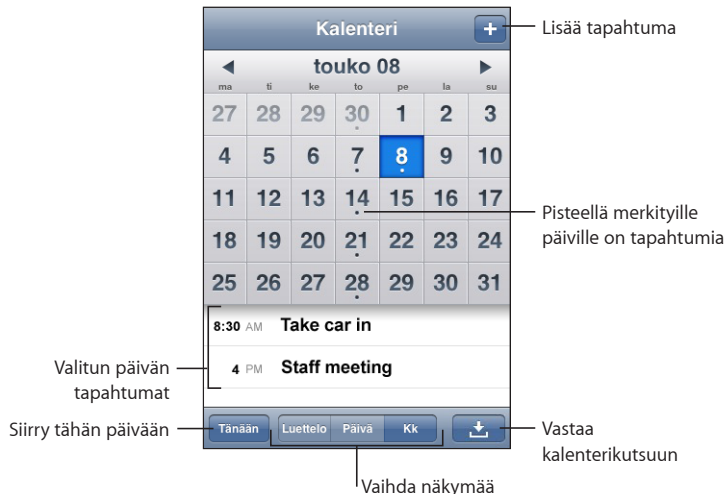 Kalenteri
Lisää tapahtuma
touko 08
ma ti ke to pe la su
27 28 29 30 1 2 3
4 5 6 7 8 9 10
11 12 13 14 15 16 17
Pisteellä merkityille
päiville on tapahtumia
18 19 20 21 22 23 24
25 26 27 28 29 30 31
8:30 AM Take car in
4 PM Staff meeting
Valitun päivän
tapahtumat
Siirry tähän päivään
Tänään Luettelo Päivä Kk
Vastaa
kalenterikutsuun
Vaihda näkymää